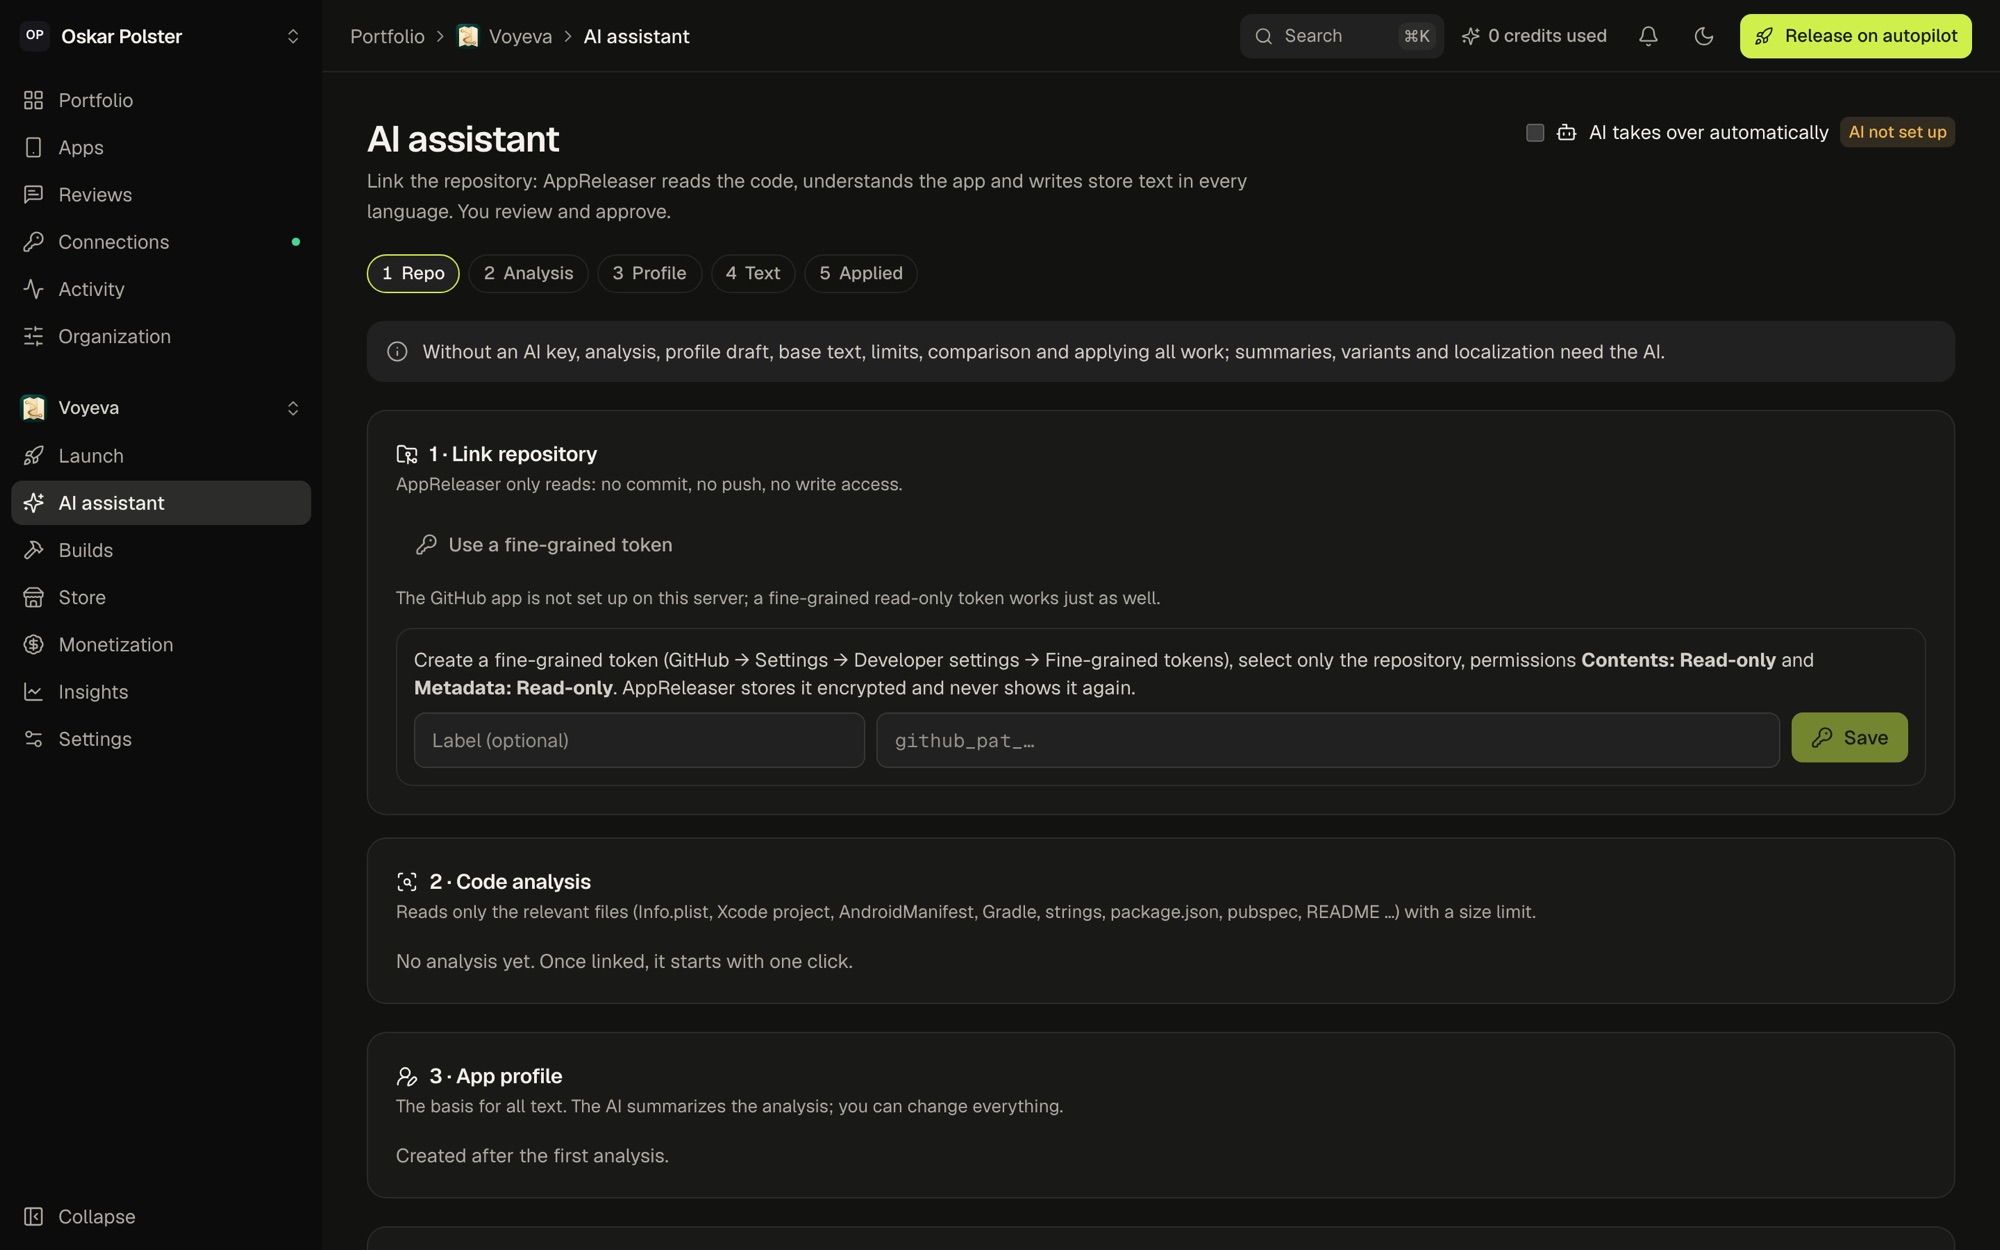 OP Oskar Polster
Portfolio
Apps
Reviews
Connections
Activity
Organization
Voyeva
Launch
AI assistant
Builds
Store
Monetization
Insights
Settings
Collapse
Portfolio > Voyeva > AI assistant
Search ⌘K
0 credits used
Release on autopilot
AI assistant
AI takes over automatically AI not set up
Link the repository: AppReleaser reads the code, understands the app and writes store text in every
language. You review and approve.
1 Repo 2 Analysis 3 Profile 4 Text 5 Applied
Without an AI key, analysis, profile draft, base text, limits, comparison and applying all work; summaries, variants and localization need the AI.
1 · Link repository
AppReleaser only reads: no commit, no push, no write access.
Use a fine-grained token
The GitHub app is not set up on this server; a fine-grained read-only token works just as well.
Create a fine-grained token (GitHub → Settings → Developer settings → Fine-grained tokens), select only the repository, permissions Contents: Read-only and
Metadata: Read-only. AppReleaser stores it encrypted and never shows it again.
Label (optional) github_pat_… Save
2 · Code analysis
Reads only the relevant files (Info.plist, Xcode project, AndroidManifest, Gradle, strings, package.json, pubspec, README …) with a size limit.
No analysis yet. Once linked, it starts with one click.
3 · App profile
The basis for all text. The AI summarizes the analysis; you can change everything.
Created after the first analysis.